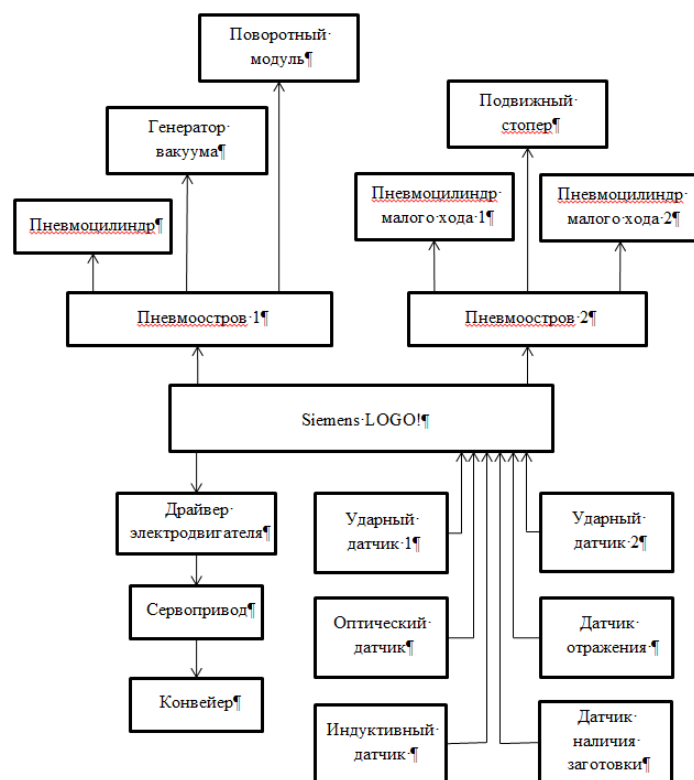 Поворотный
модуль¶
Подвижный
стопер¶
Генератор
вакуума¶
Пневмоцилиндр
малого хода 1¶
Пневмоцилиндр
малого хода 2¶
Пневмоцилиндр¶
Пневмоостров 1¶
Пневмоостров 2¶
Siemens LOGO!¶
Драйвер
электродвигателя¶
Ударный
датчик 1¶
Ударный
датчик 2¶
Сервопривод¶
Оптический
датчик¶
Датчик
отражения¶
Конвейер¶
Индуктивный
датчик¶
Датчик
наличия
заготовки¶